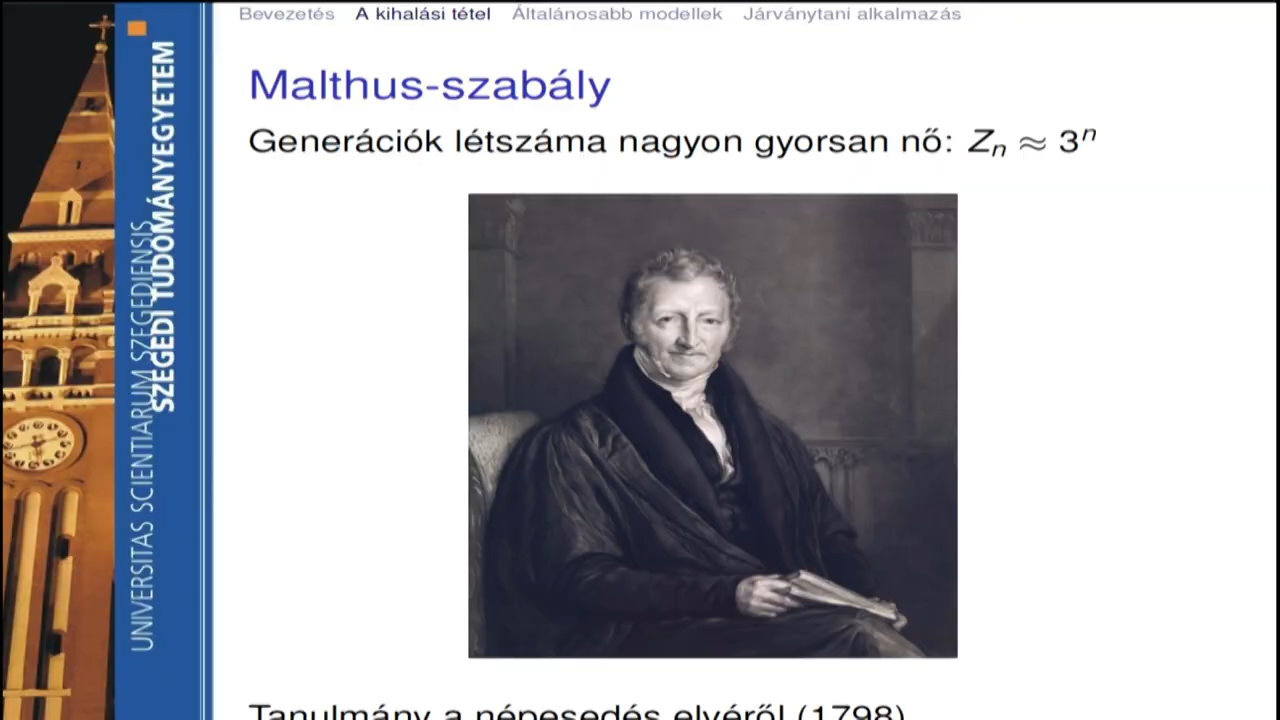 Bevezetés A kihalási tétel Általánosabb modellek Járványtani alkalmazás
UNIVERSITAS SCIENTIARUM SZEGEDIENSIS
SZEGEDI TUDOMÁNYEGYETEM
Malthus-szabály
Generációk létszáma nagyon gyorsan nő: Zₙ ≈ 3ⁿ
Tanulmány a népesedés elvéről (1798)